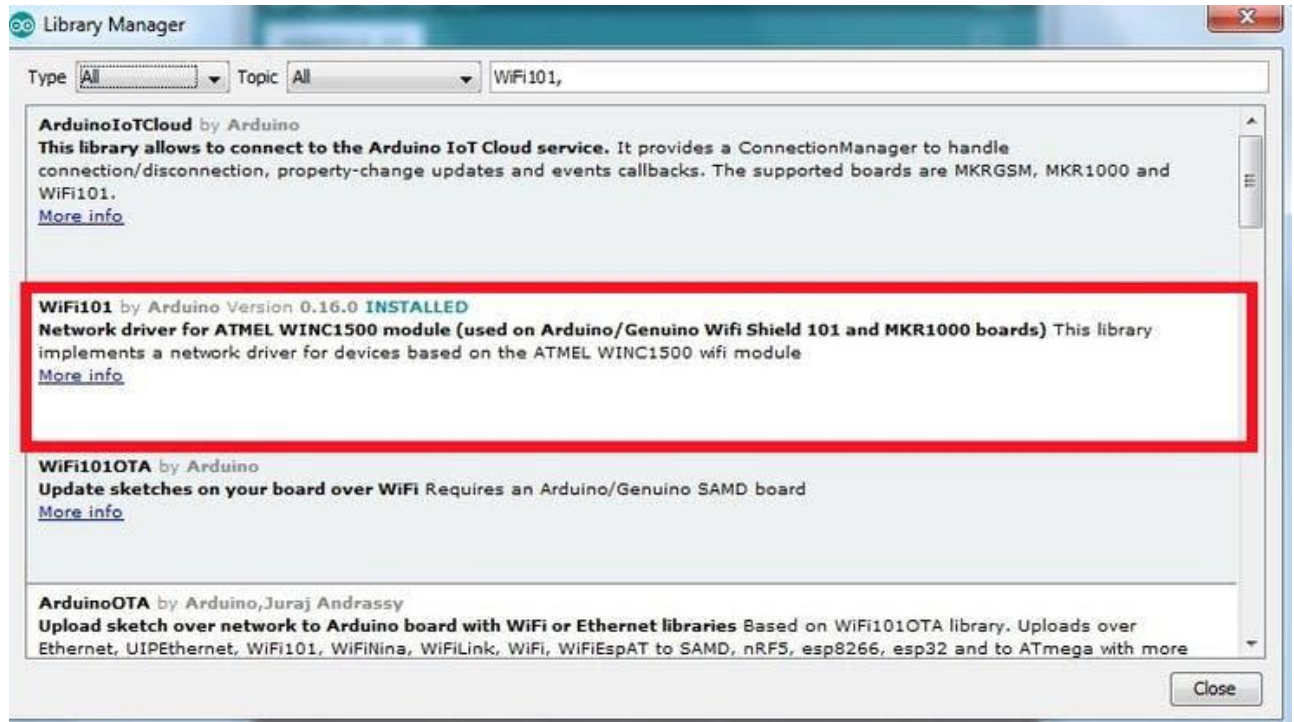 Library Manager
Type All Topic All WiFi101,
ArduinoIoTCloud by Arduino
This library allows to connect to the Arduino IoT Cloud service. It provides a ConnectionManager to handle
connection/disconnection, property-change updates and events callbacks. The supported boards are MKRGSM, MKR1000 and
WiFi101.
More info
WiFi101 by Arduino Version 0.16.0 INSTALLED
Network driver for ATMEL WINC1500 module (used on Arduino/Genuino Wifi Shield 101 and MKR1000 boards) This library
implements a network driver for devices based on the ATMEL WINC1500 wifi module
More info
WiFi101OTA by Arduino
Update sketches on your board over WiFi Requires an Arduino/Genuino SAMD board
More info
ArduinoOTA by Arduino,Juraj Andrassy
Upload sketch over network to Arduino board with WiFi or Ethernet libraries Based on WiFi101OTA library. Uploads over
Ethernet, UIPEthernet, WiFi101, WiFiNina, WiFiLink, WiFi, WiFiEspAT to SAMD, nRF5, esp8266, esp32 and to ATmega with more
Close